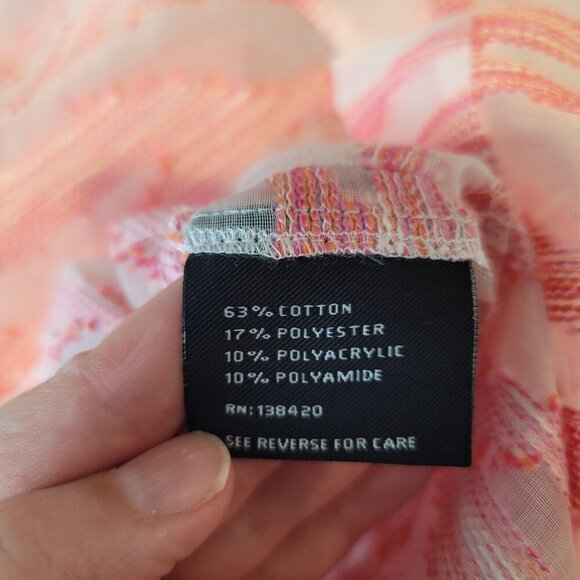 63% COTTON
17% POLYESTER
10% POLYACRYLIC
10% POLYAMIDE
RN: 138420
SEE REVERSE FOR CARE